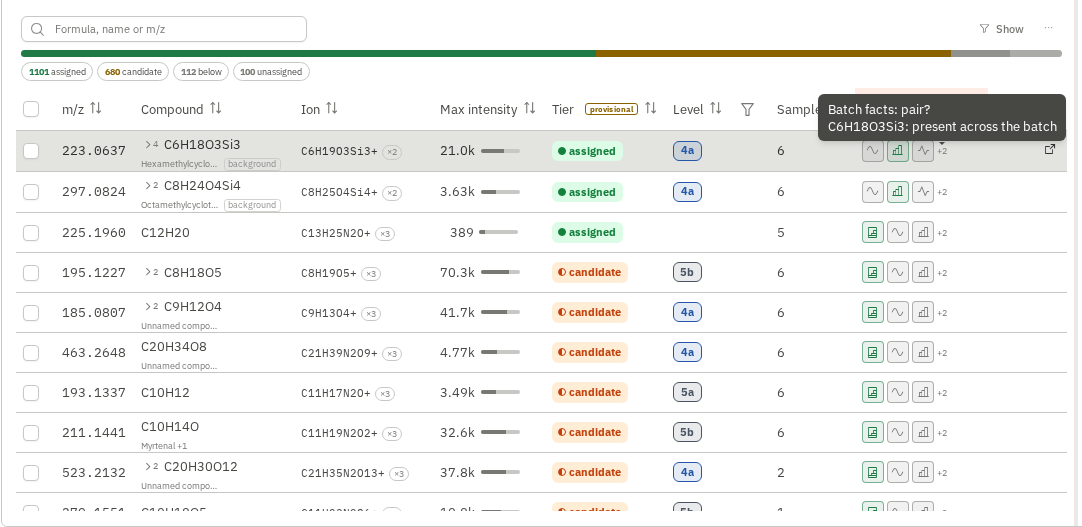 Formula, name or m/z
Show ...
1101 assigned 680 candidate 112 below 100 unassigned
m/z Compound Ion Max intensity Tier provisional Level Sample
Batch facts: pair?
C6H18O3Si3: present across the batch
223.0637 4 C6H18O3Si3 C6H19O3Si3+ ×2 21.0k assigned 4a 6 +2
Hexamethylcyclo... background
297.0824 2 C8H24O4Si4 C8H25O4Si4+ ×2 3.63k assigned 4a 6 +2
Octamethylcyclot... background
225.1960 C12H20 C13H25N2O+ ×3 389 assigned 5 +2
195.1227 2 C8H18O5 C8H19O5+ ×3 70.3k candidate 5b 6 +2
185.0807 2 C9H12O4 C9H13O4+ ×3 41.7k candidate 4a 6 +2
Unnamed compo...
463.2648 C20H34O8 C21H39N2O9+ ×3 4.77k candidate 4a 6 +2
Unnamed compo...
193.1337 C10H12 C11H17N2O+ ×3 3.49k candidate 5a 6 +2
211.1441 C10H14O C11H19N2O2+ ×3 32.6k candidate 5b 6 +2
Myrtenal +1
523.2132 2 C20H30O12 C21H35N2O13+ ×3 37.8k candidate 4a 2 +2
Unnamed compo...